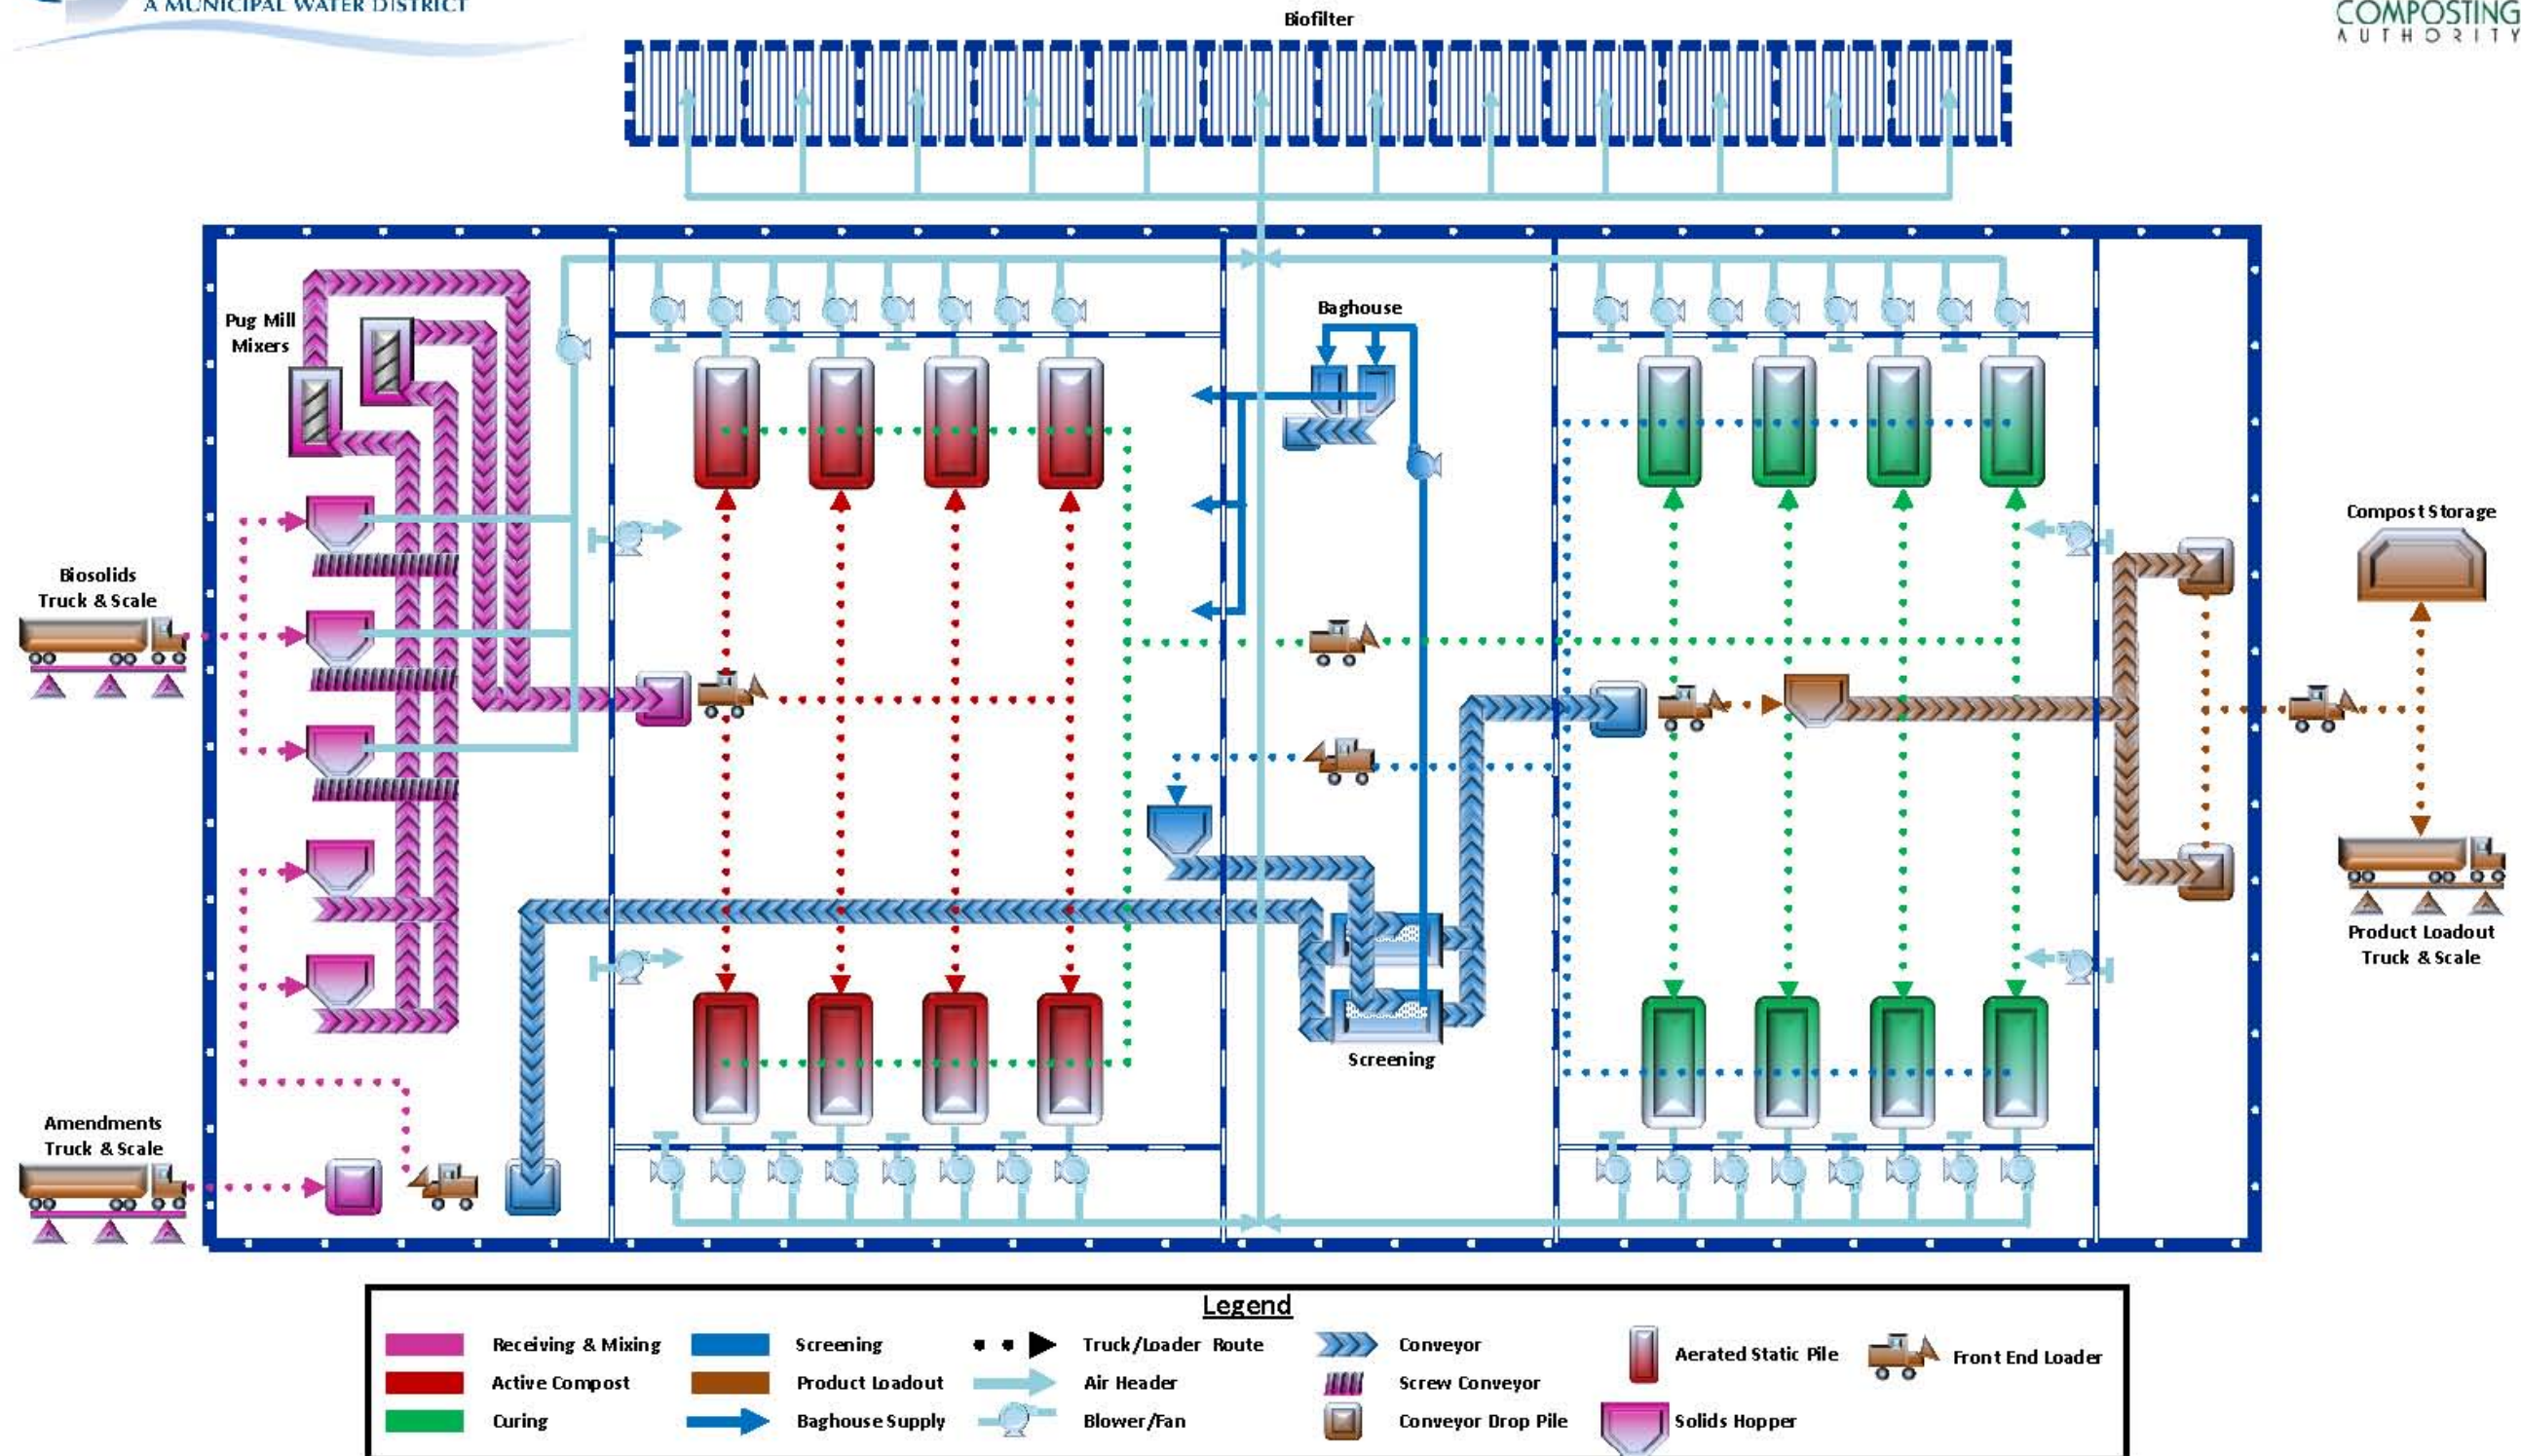 A MUNICIPAL WATER DISTRICT
COMPOSTING
AUTHORITY
Biofilter
Pug Mill
Mixers
Baghouse
Compost Storage
Biosolids
Truck & Scale
Product Loadout
Truck & Scale
Screening
Amendments
Truck & Scale
Legend
Receiving & Mixing
Screening
Truck/Loader Route
Conveyor
Aerated Static Pile
Front End Loader
Active Compost
Product Loadout
Air Header
Screw Conveyor
Curing
Baghouse Supply
Blower/Fan
Conveyor Drop Pile
Solids Hopper